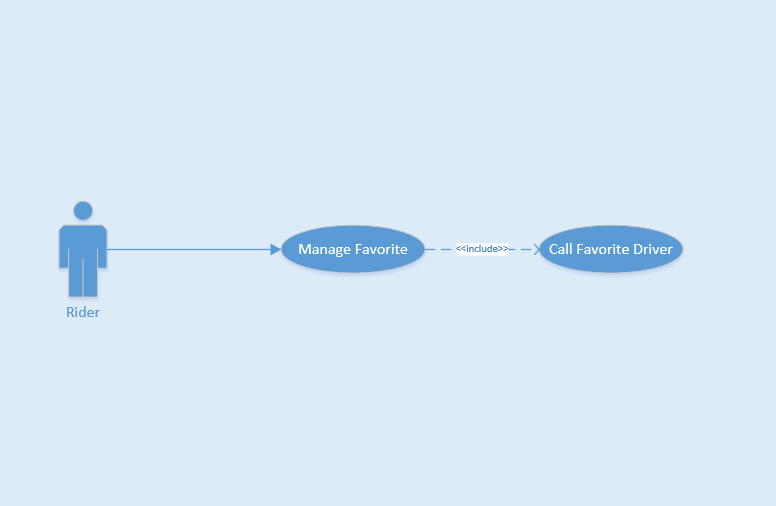 Manage Favorite
<<include>>
Call Favorite Driver
Rider